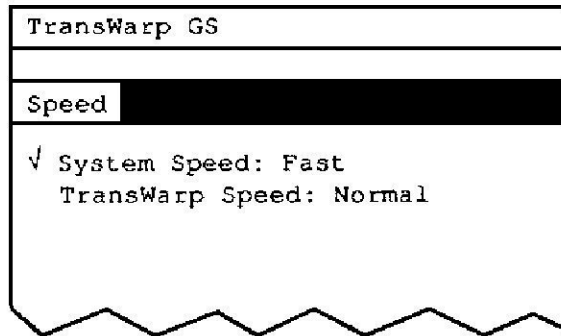 TransWarp GS
Speed
√ System Speed: Fast
TransWarp Speed: Normal